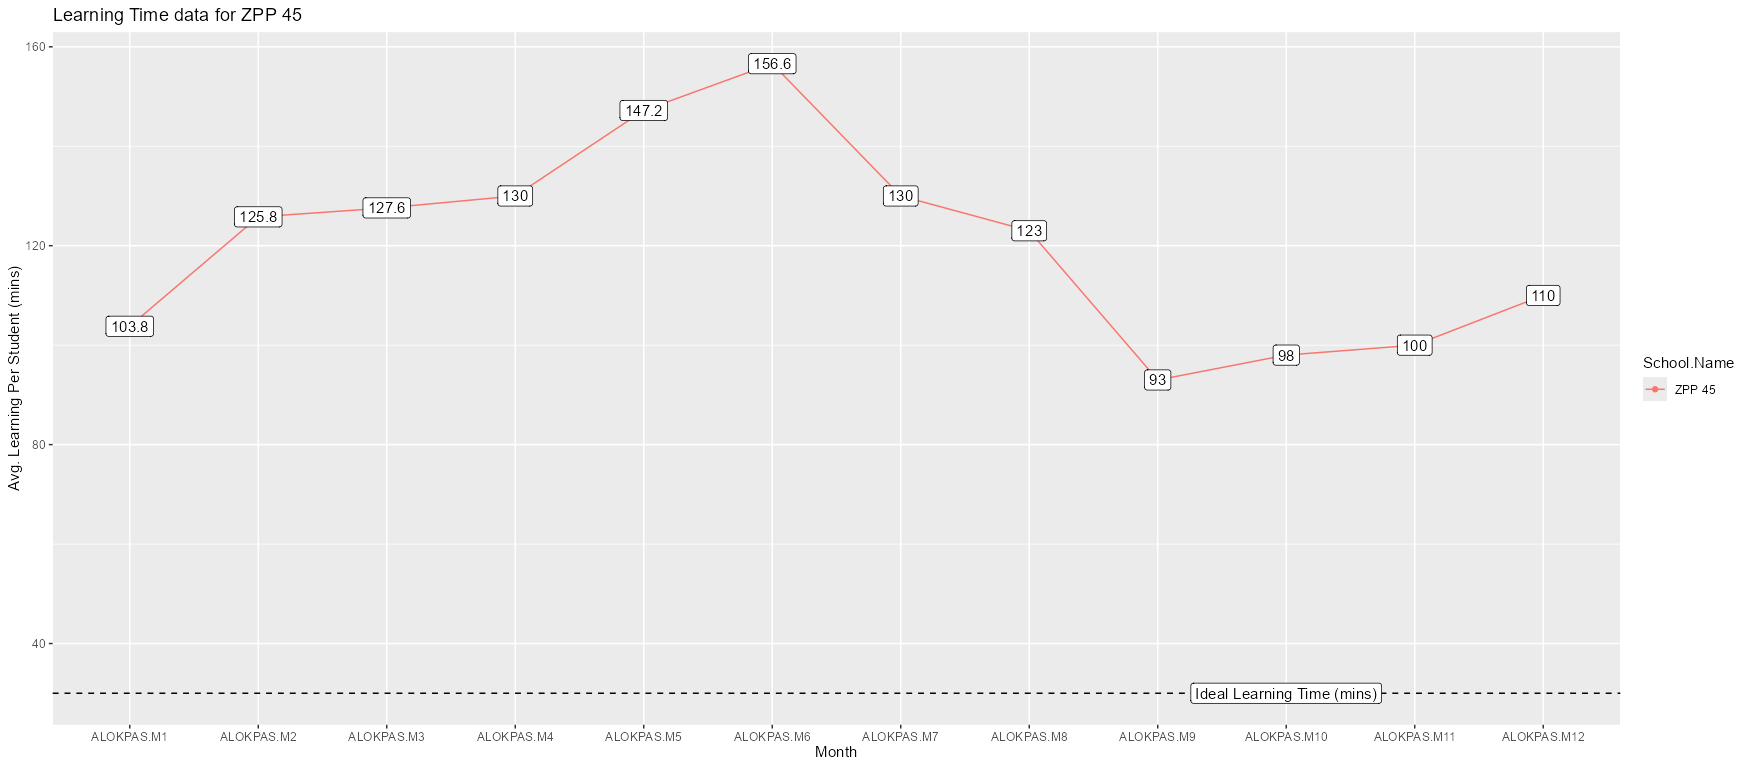 Learning Time data for ZPP 45
Avg. Learning Per Student (mins)
160
120
80
40
103.8
125.8
127.6
130
147.2
156.6
130
123
93
98
100
110
Ideal Learning Time (mins)
ALOKPAS.M1 ALOKPAS.M2 ALOKPAS.M3 ALOKPAS.M4 ALOKPAS.M5 ALOKPAS.M6 ALOKPAS.M7 ALOKPAS.M8 ALOKPAS.M9 ALOKPAS.M10 ALOKPAS.M11 ALOKPAS.M12
Month
School.Name
ZPP 45